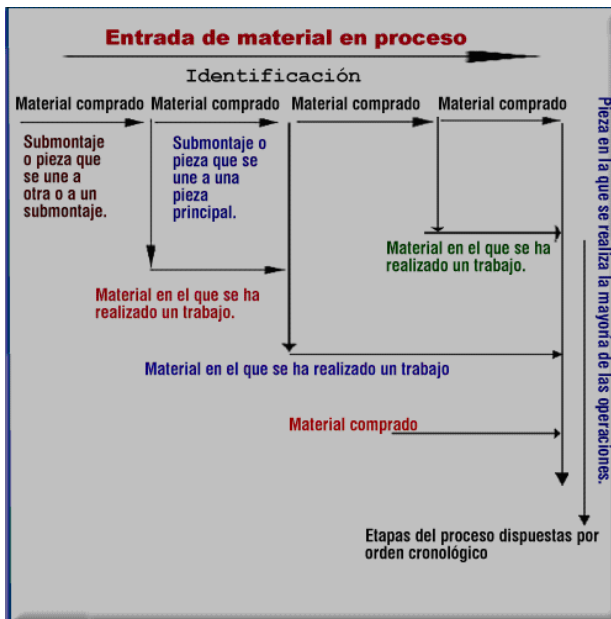 Entrada de material en proceso
Identificación
Material comprado
Material comprado
Material comprado
Material comprado
Submontaje
o pieza que
se une a
otra o a un
submontaje.
Submontaje o
pieza que se
une a una
pieza
principal.
Pieza en la que se realiza la mayoría de las operaciones.
Material en el que se ha
realizado un trabajo.
Material en el que se ha
realizado un trabajo.
Material en el que se ha realizado un trabajo
Material comprado
Etapas del proceso dispuestas por
orden cronológico